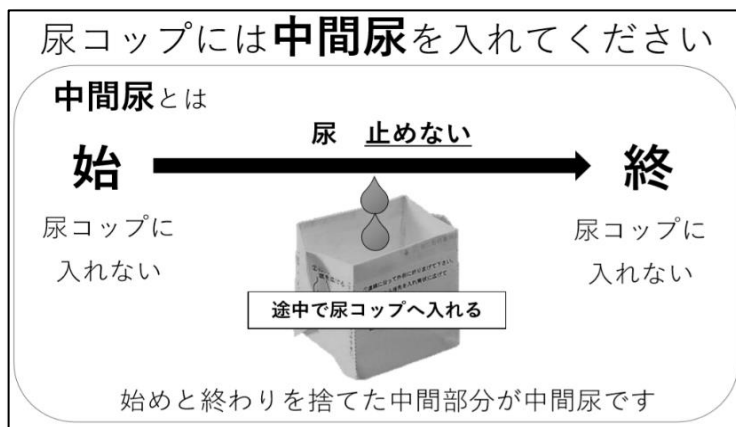 尿コップには中間尿を入れてください
中間尿とは
尿 止めない
始
終
尿コップに
入れない
尿コップに
入れない
途中で尿コップへ入れる
始めと終わりを捨てた中間部分が中間尿です